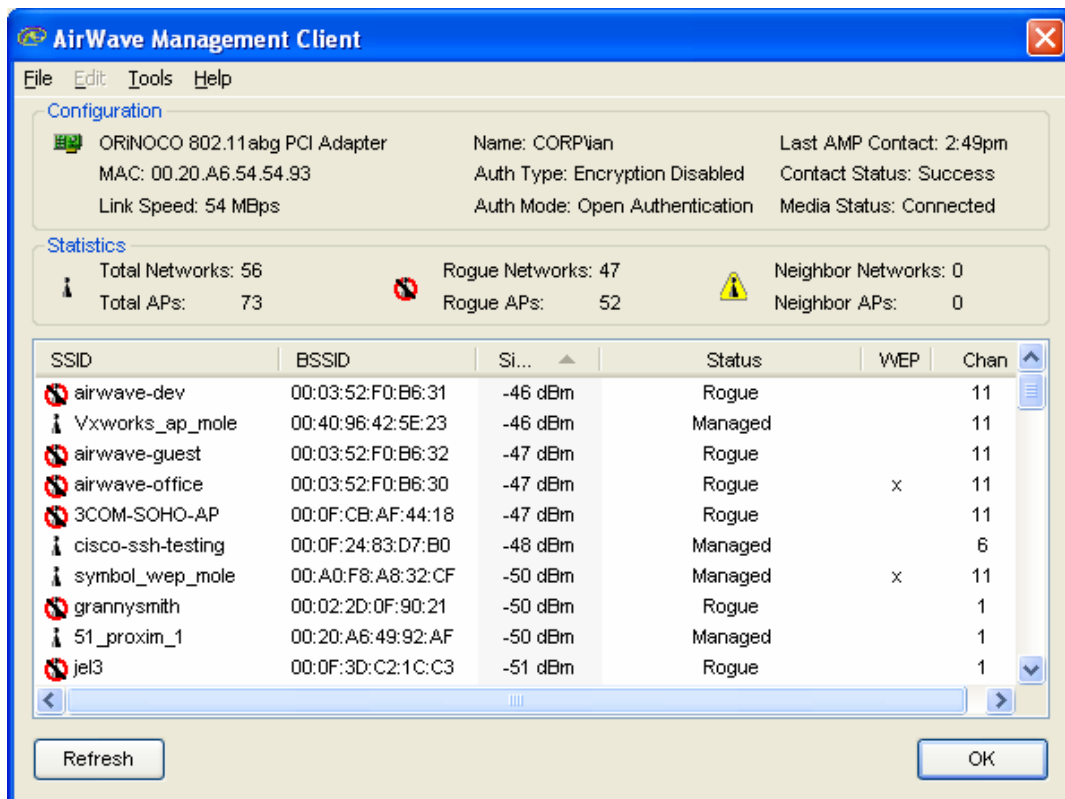 AirWave Management Client
File Edit Tools Help
Configuration
ORiNOCO 802.11abg PCI Adapter Name: CORP\ian Last AMP Contact: 2:49pm
MAC: 00.20.A6.54.54.93 Auth Type: Encryption Disabled Contact Status: Success
Link Speed: 54 MBps Auth Mode: Open Authentication Media Status: Connected
Statistics
Total Networks: 56 Rogue Networks: 47 Neighbor Networks: 0
Total APs: 73 Rogue APs: 52 Neighbor APs: 0
SSID BSSID Si... Status WEP Chan
airwave-dev 00:03:52:F0:B6:31 -46 dBm Rogue 11
Vxworks_ap_mole 00:40:96:42:5E:23 -46 dBm Managed 11
airwave-guest 00:03:52:F0:B6:32 -47 dBm Rogue 11
airwave-office 00:03:52:F0:B6:30 -47 dBm Rogue x 11
3COM-SOHO-AP 00:0F:CB:AF:44:18 -47 dBm Rogue 11
cisco-ssh-testing 00:0F:24:83:D7:B0 -48 dBm Managed 6
symbol_wep_mole 00:A0:F8:A8:32:CF -50 dBm Managed x 11
grannysmith 00:02:2D:0F:90:21 -50 dBm Rogue 1
51_proxim_1 00:20:A6:49:92:AF -50 dBm Managed 1
jel3 00:0F:3D:C2:1C:C3 -51 dBm Rogue 1
Refresh OK